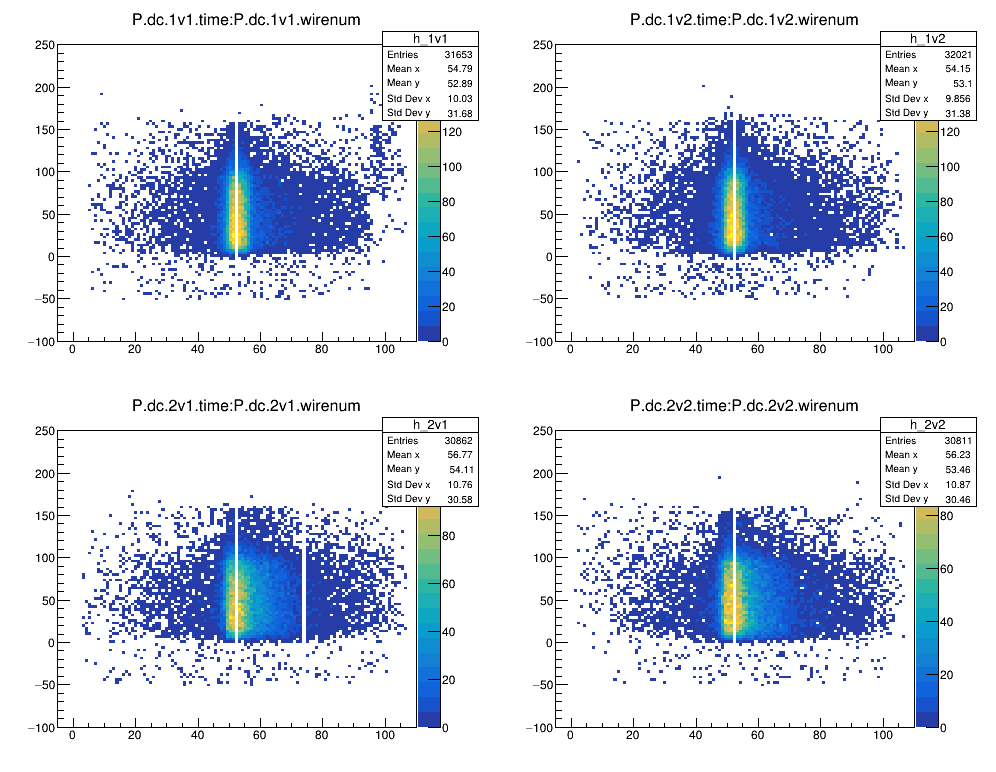 P.dc.1v1.time:P.dc.1v1.wirenum
h_1v1
Entries 31653
Mean x 54.79
Mean y 52.89
Std Dev x 10.03
Std Dev y 31.68
250
200
150
100
50
0
−50
−100
0 20 40 60 80 100
120
100
80
60
40
20
0
P.dc.1v2.time:P.dc.1v2.wirenum
h_1v2
Entries 32021
Mean x 54.15
Mean y 53.1
Std Dev x 9.856
Std Dev y 31.38
250
200
150
100
50
0
−50
−100
0 20 40 60 80 100
120
100
80
60
40
20
0
P.dc.2v1.time:P.dc.2v1.wirenum
h_2v1
Entries 30862
Mean x 56.77
Mean y 54.11
Std Dev x 10.76
Std Dev y 30.58
250
200
150
100
50
0
−50
−100
0 20 40 60 80 100
80
60
40
20
0
P.dc.2v2.time:P.dc.2v2.wirenum
h_2v2
Entries 30811
Mean x 56.23
Mean y 53.46
Std Dev x 10.87
Std Dev y 30.46
250
200
150
100
50
0
−50
−100
0 20 40 60 80 100
80
60
40
20
0